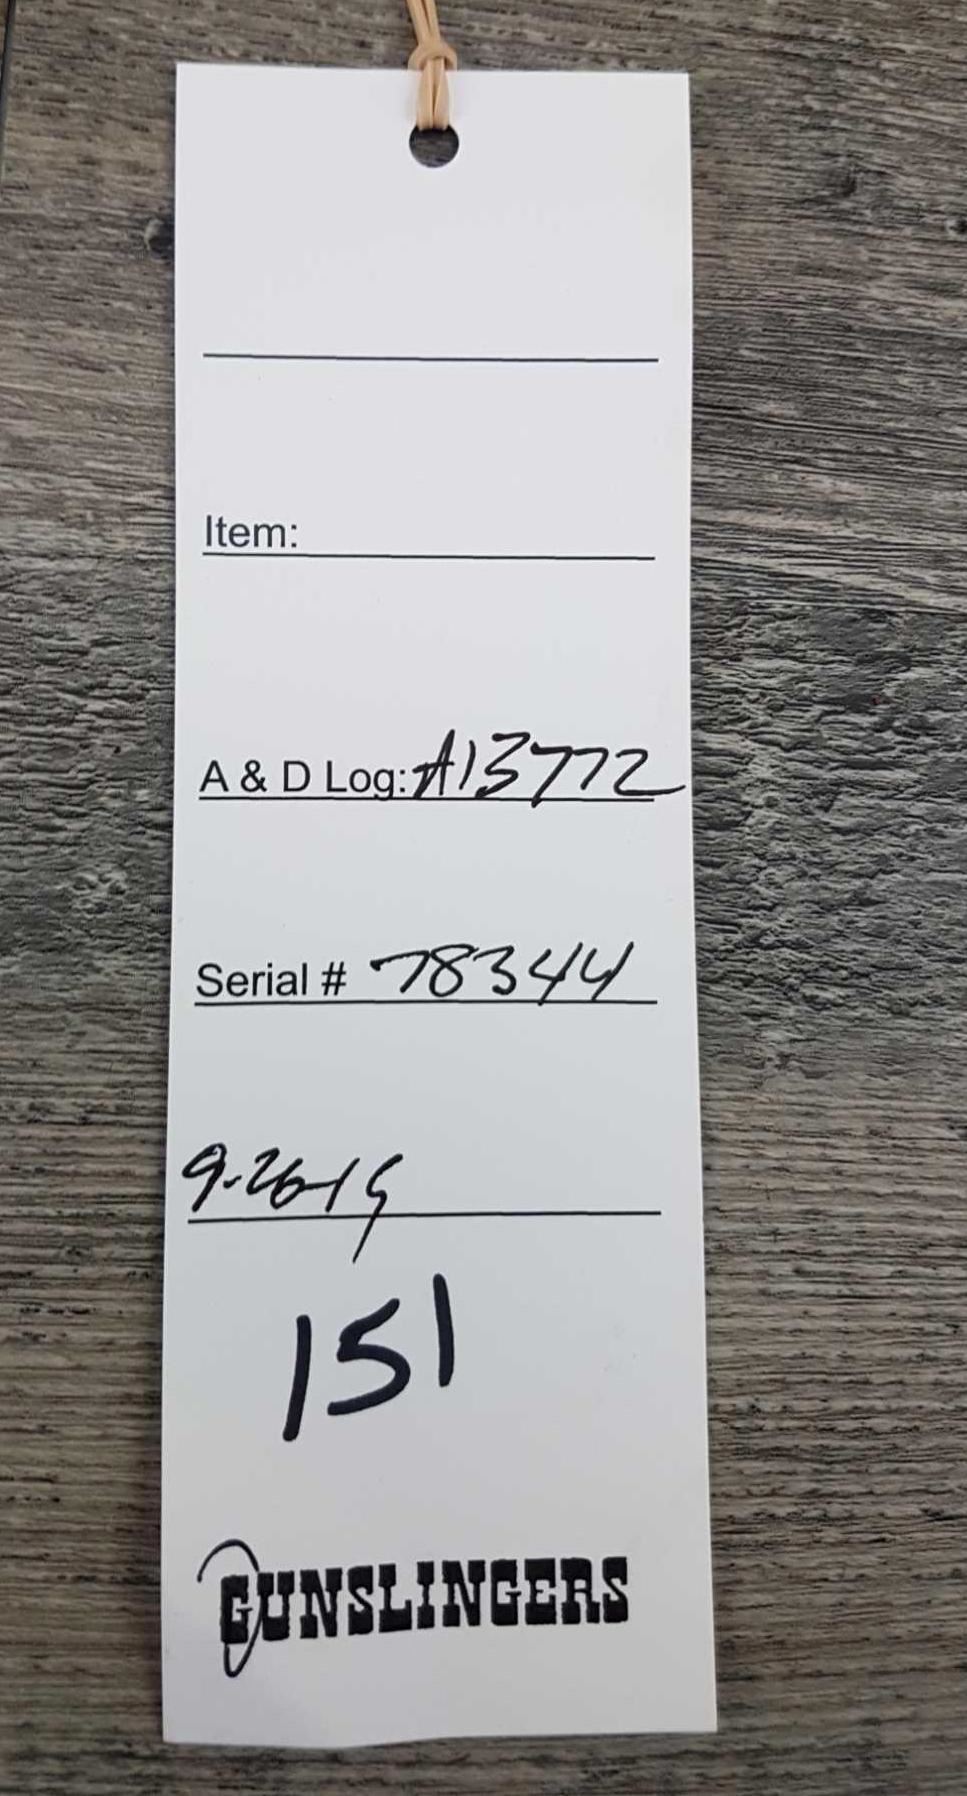 Item:
A & D Log: A13772
Serial # 78344
9-26-19
151
GUNSLINGERS